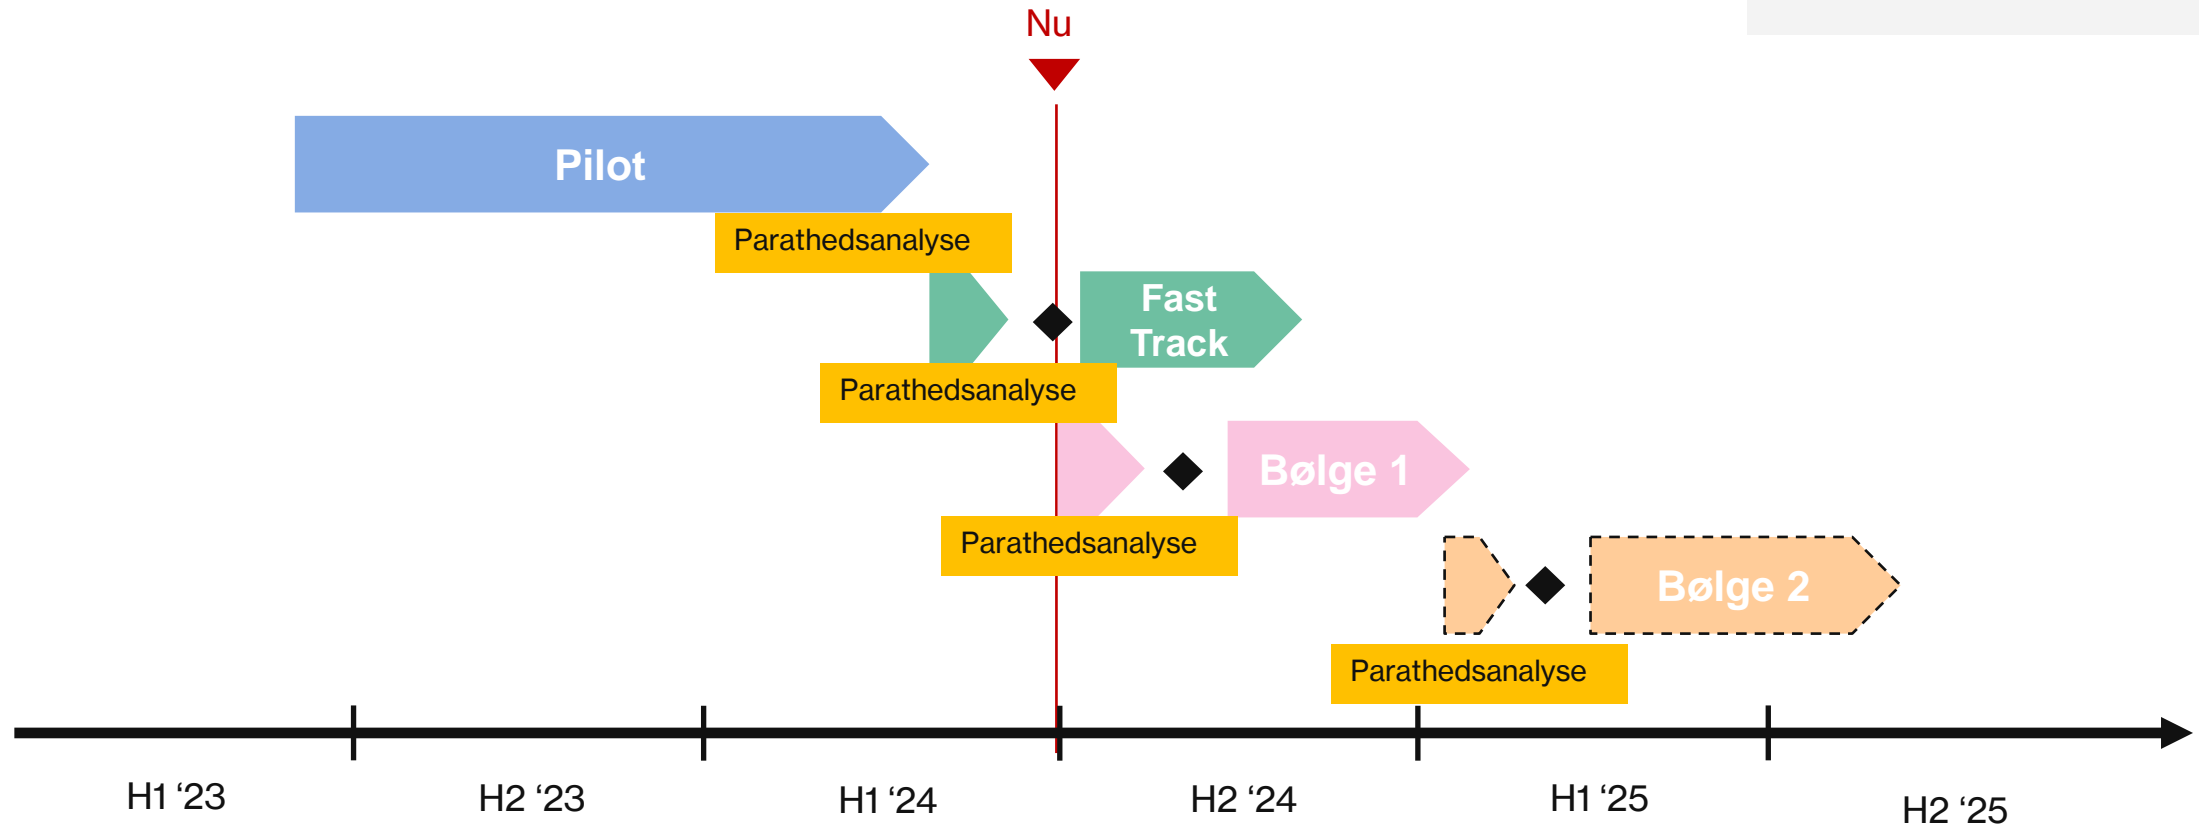 Nu
Pilot
Parathedsanalyse
Fast
Track
Parathedsanalyse
Bølge 1
Parathedsanalyse
Bølge 2
Parathedsanalyse
H1 ‘23
H2 ‘23
H1 ‘24
H2 ‘24
H1 ‘25
H2 ‘25